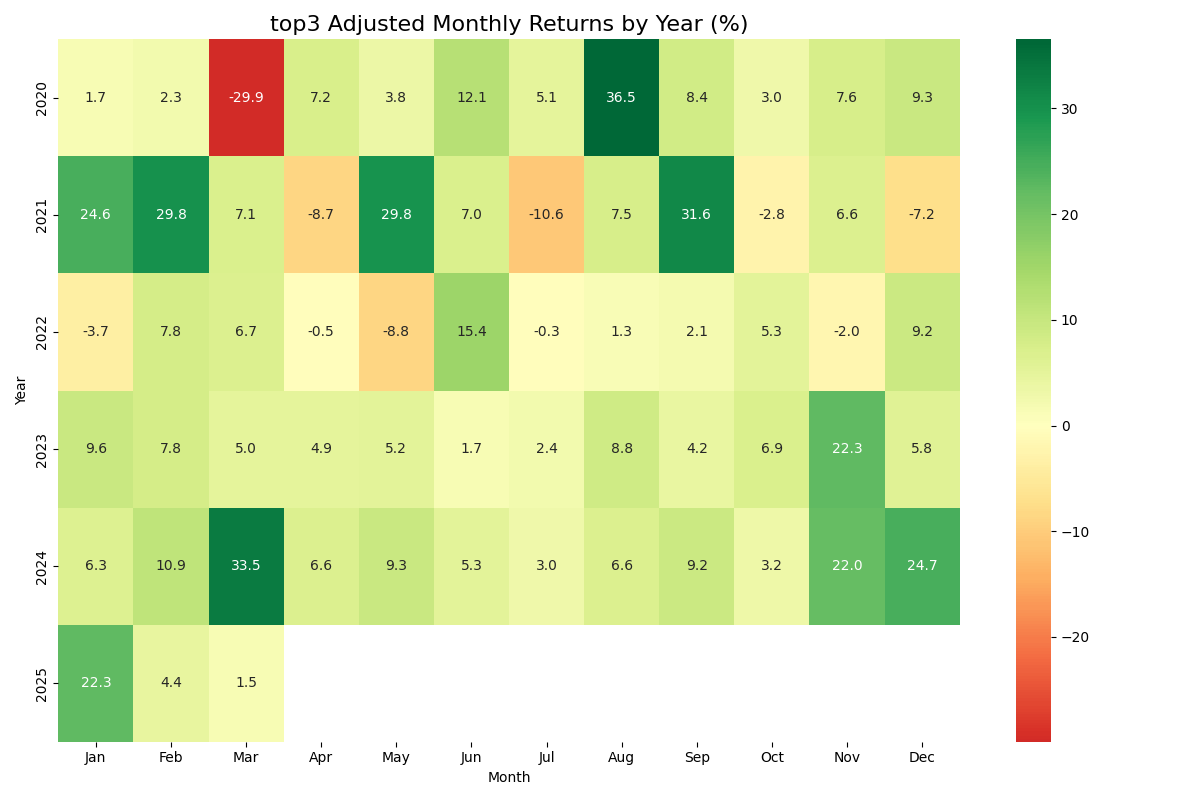 top3 Adjusted Monthly Returns by Year (%)
2020 1.7 2.3 -29.9 7.2 3.8 12.1 5.1 36.5 8.4 3.0 7.6 9.3
2021 24.6 29.8 7.1 -8.7 29.8 7.0 -10.6 7.5 31.6 -2.8 6.6 -7.2
2022 -3.7 7.8 6.7 -0.5 -8.8 15.4 -0.3 1.3 2.1 5.3 -2.0 9.2
2023 9.6 7.8 5.0 4.9 5.2 1.7 2.4 8.8 4.2 6.9 22.3 5.8
2024 6.3 10.9 33.5 6.6 9.3 5.3 3.0 6.6 9.2 3.2 22.0 24.7
2025 22.3 4.4 1.5
Year
Jan Feb Mar Apr May Jun Jul Aug Sep Oct Nov Dec
Month
30
20
10
0
−10
−20